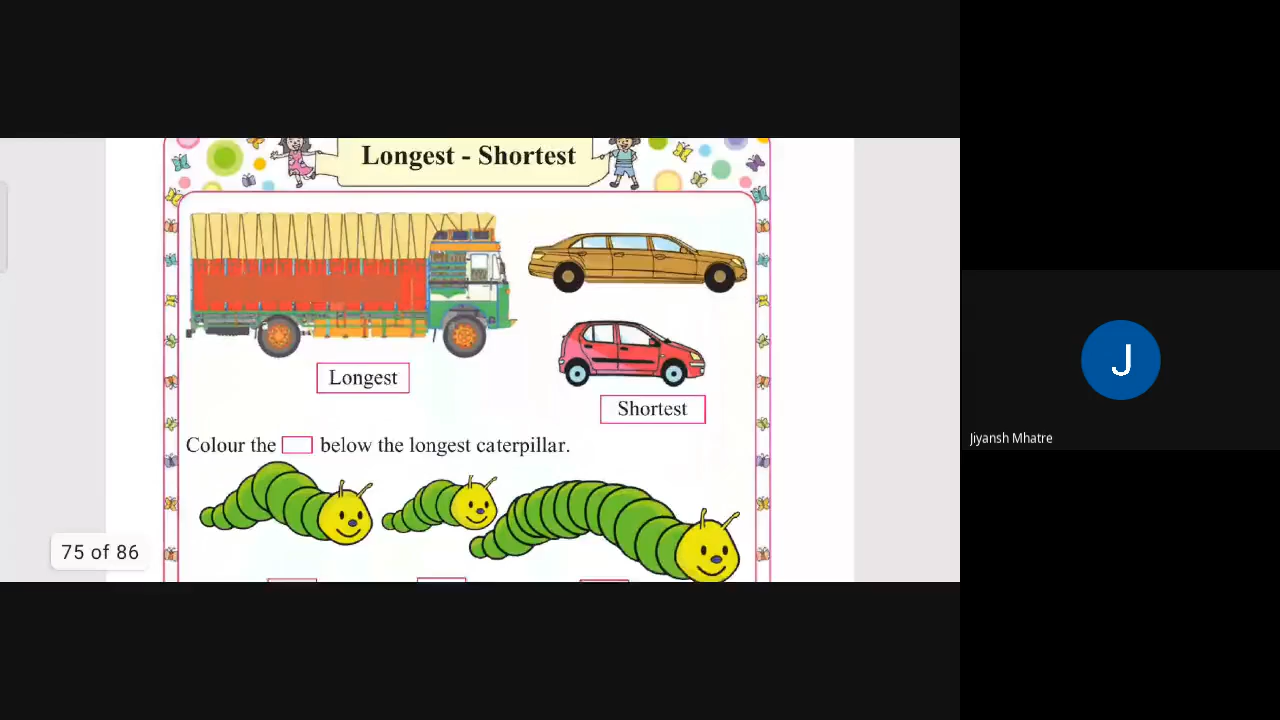 Longest - Shortest
Longest
Shortest
Colour the below the longest caterpillar.
75 of 86
J
Jiyansh Mhatre